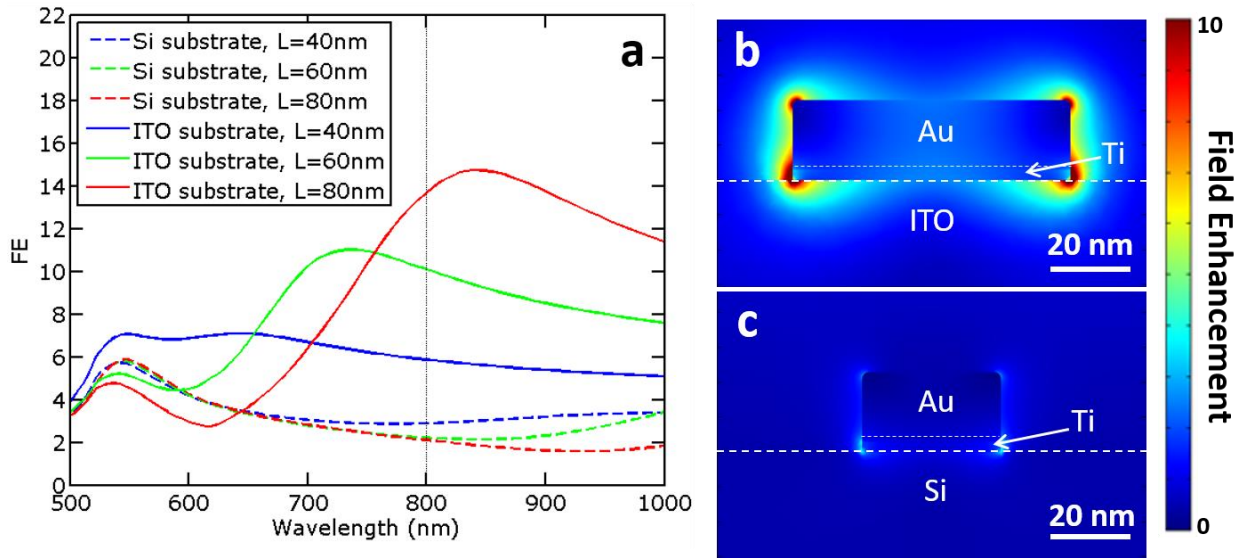 22
20
18
16
14
12
10
8
6
4
2
0
FE
Si substrate, L=40nm
Si substrate, L=60nm
Si substrate, L=80nm
ITO substrate, L=40nm
ITO substrate, L=60nm
ITO substrate, L=80nm
a
500 600 700 800 900 1000
Wavelength (nm)
b
Au
Ti
ITO
20 nm
c
Au
Ti
Si
20 nm
10
Field Enhancement
0